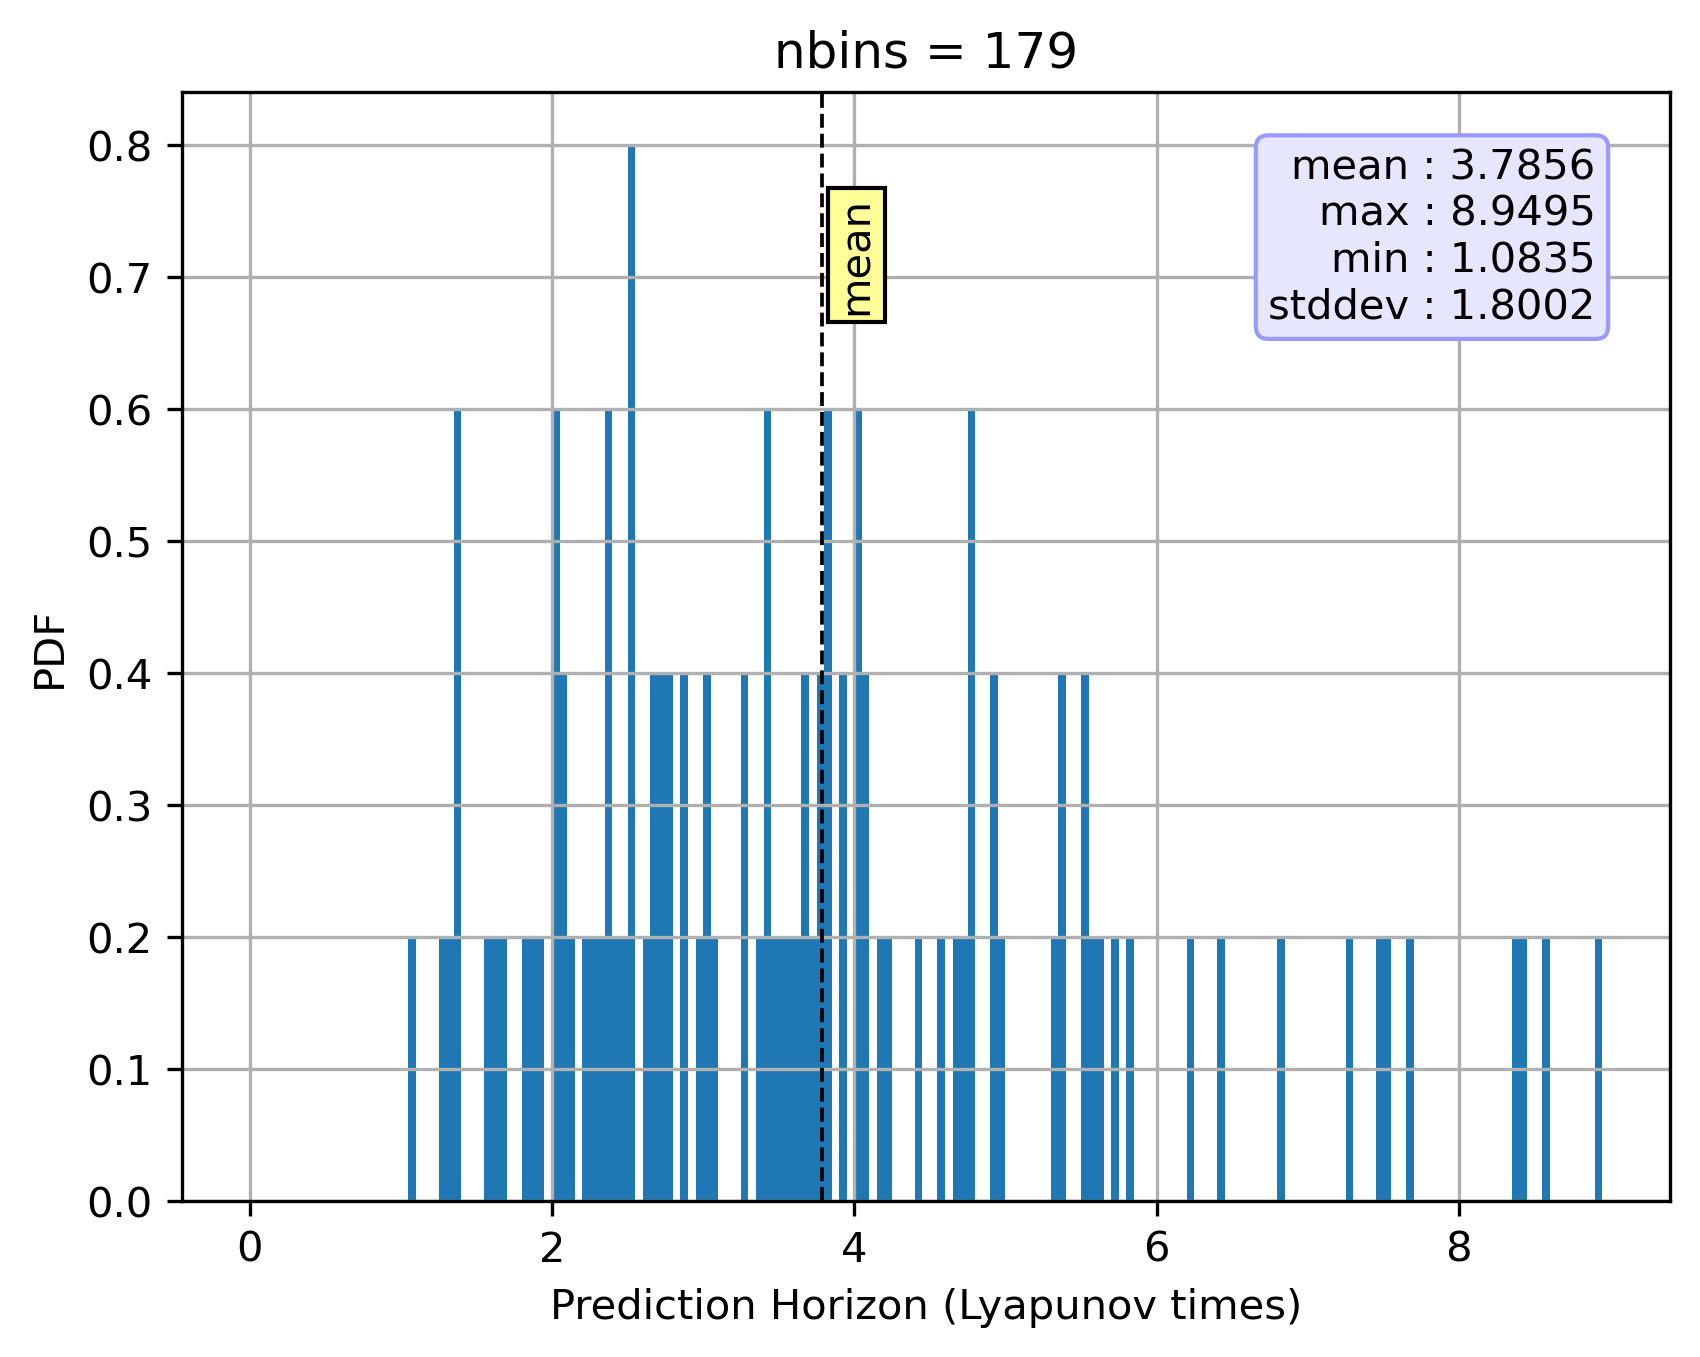 nbins = 179
0.8
0.7
0.6
0.5
0.4
0.3
0.2
0.1
0.0
PDF
mean
mean : 3.7856
max : 8.9495
min : 1.0835
stddev : 1.8002
0 2 4 6 8
Prediction Horizon (Lyapunov times)